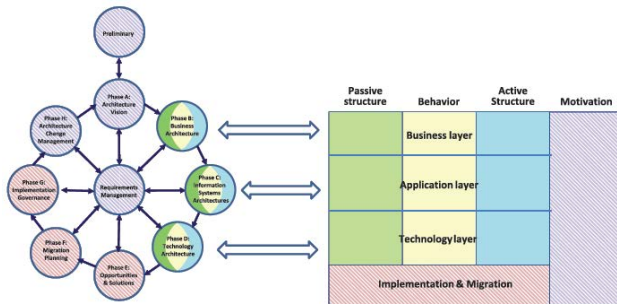 Preliminary
Phase A:
Architecture
Vision
Phase H:
Architecture
Change
Management
Phase B:
Business
Architecture
Phase G:
Implementation
Governance
Requirements
Management
Phase C:
Information
Systems
Architectures
Phase F:
Migration
Planning
Phase D:
Technology
Architecture
Phase E:
Opportunities
& Solutions
Passive
structure
Behavior
Active
Structure
Motivation
Business layer
Application layer
Technology layer
Implementation & Migration